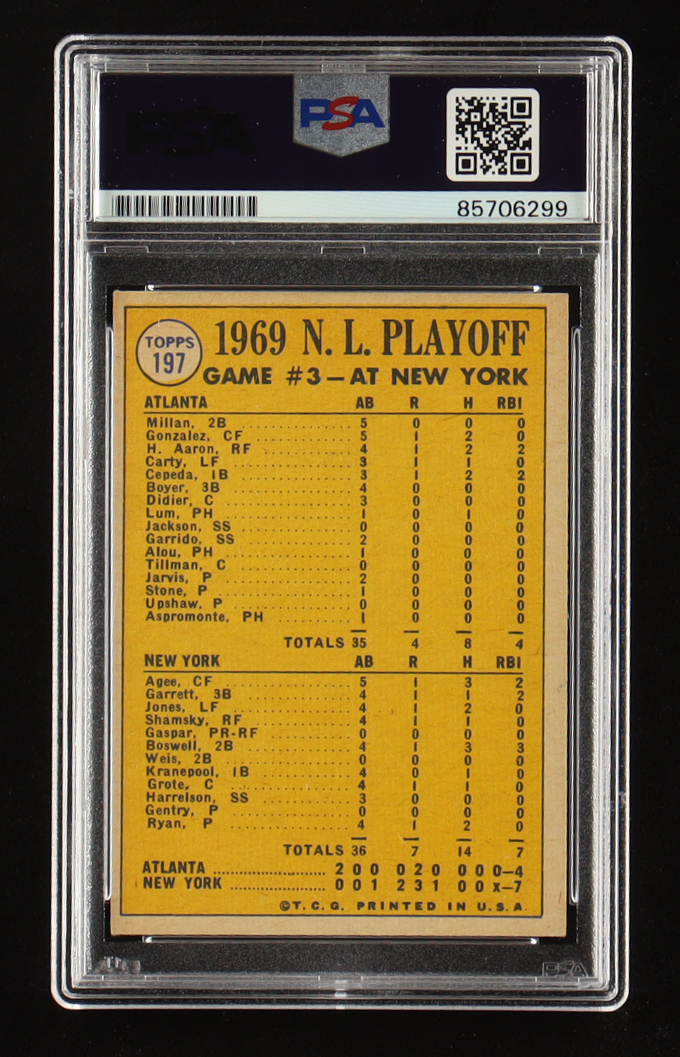 PSA
85706299
TOPPS
197
1969 N. L. PLAYOFF
GAME #3—AT NEW YORK
ATLANTA AB R H RBI
Millan, 2B 5 0 0 0
Gonzalez, CF 5 1 2 0
H. Aaron, RF 4 1 2 2
Carty, LF 3 1 1 0
Cepeda, 1B 3 1 2 2
Boyer, 3B 4 0 0 0
Didier, C 3 0 0 0
Lum, PH 1 0 1 0
Jackson, SS 0 0 0 0
Garrido, SS 2 0 0 0
Alou, PH 1 0 0 0
Tillman, C 0 0 0 0
Jarvis, P 2 0 0 0
Stone, P 1 0 0 0
Upshaw, P 0 0 0 0
Aspromonte, PH 1 0 0 0
TOTALS 35 4 8 4
NEW YORK AB R H RBI
Agee, CF 5 1 3 2
Garrett, 3B 4 1 1 2
Jones, LF 4 1 2 0
Shamsky, RF 4 1 1 0
Gaspar, PR-RF 0 0 0 0
Boswell, 2B 4 1 3 3
Weis, 2B 0 0 0 0
Kranepool, 1B 4 0 1 0
Grote, C 4 1 1 0
Harrelson, SS 3 0 0 0
Gentry, P 0 0 0 0
Ryan, P 4 1 2 0
TOTALS 36 7 14 7
ATLANTA 2 0 0 0 2 0 0 0 0—4
NEW YORK 0 0 1 2 3 1 0 0 x—7
©T.C.G. PRINTED IN U.S.A.
PSA